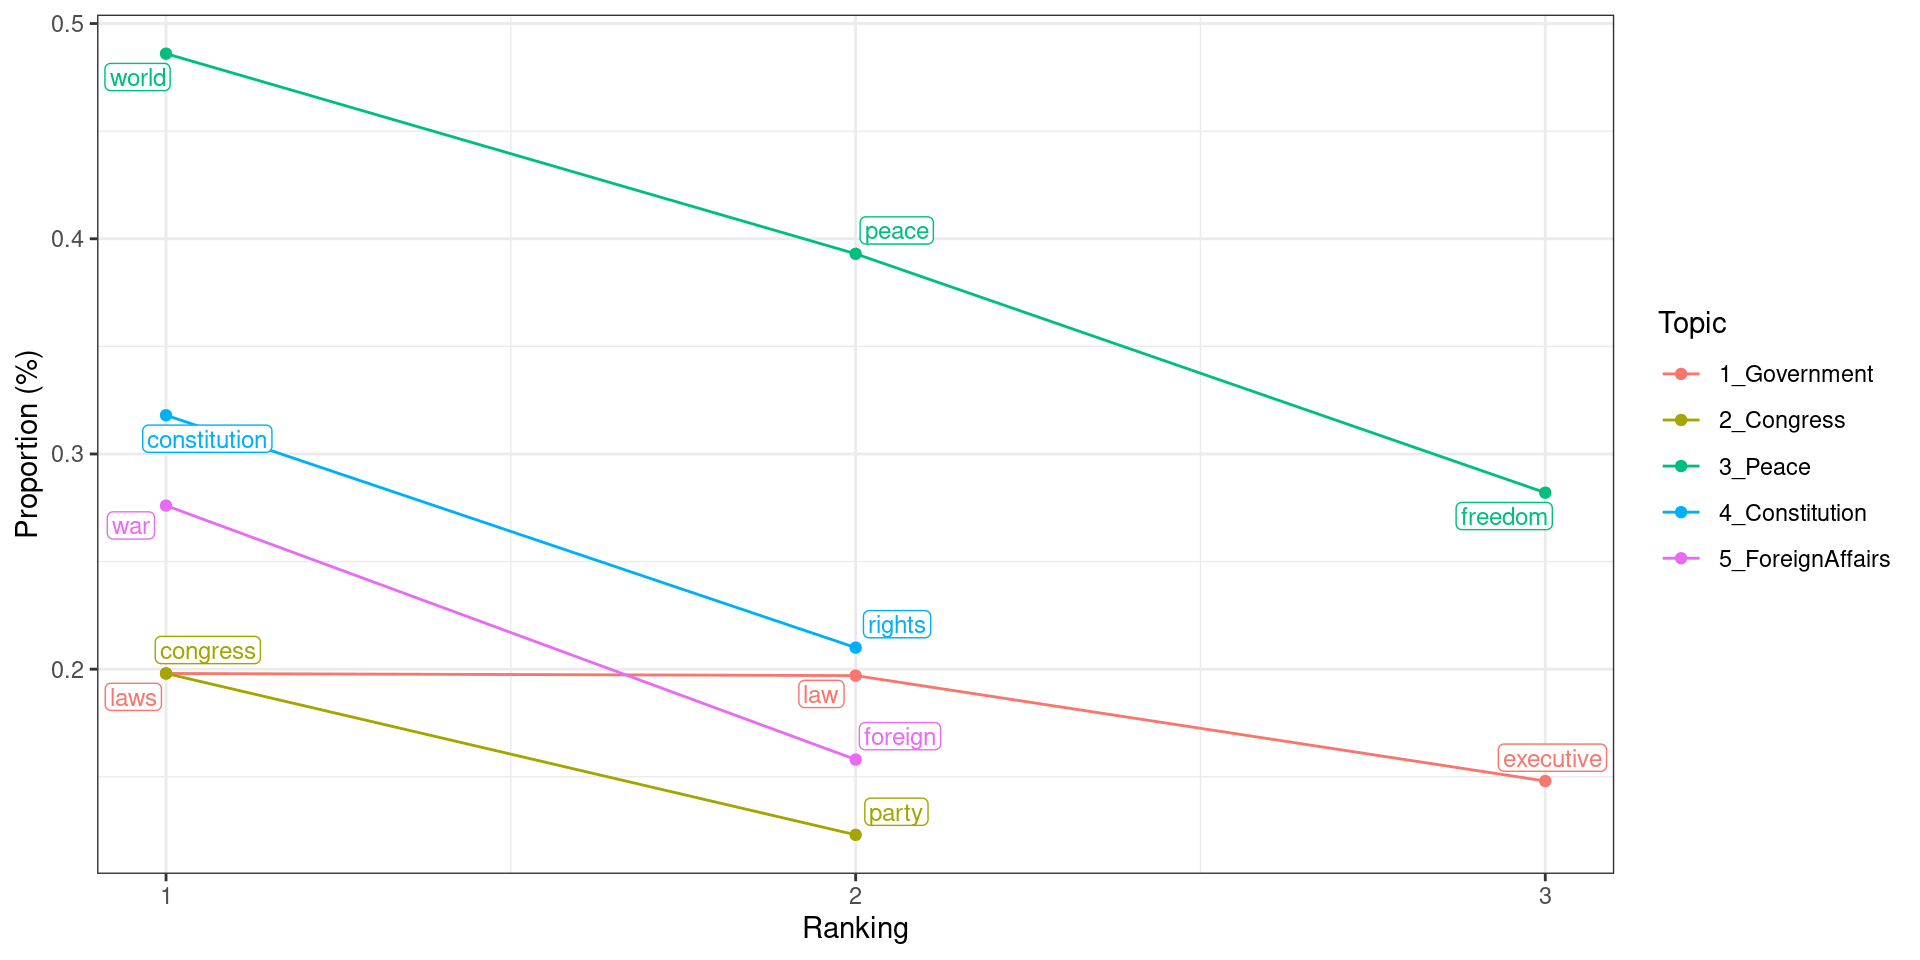 0.5
0.4
0.3
0.2
Proportion (%)
world
peace
constitution
war
freedom
rights
congress
laws
law
foreign
executive
party
1
2
3
Ranking
Topic
1_Government
2_Congress
3_Peace
4_Constitution
5_ForeignAffairs